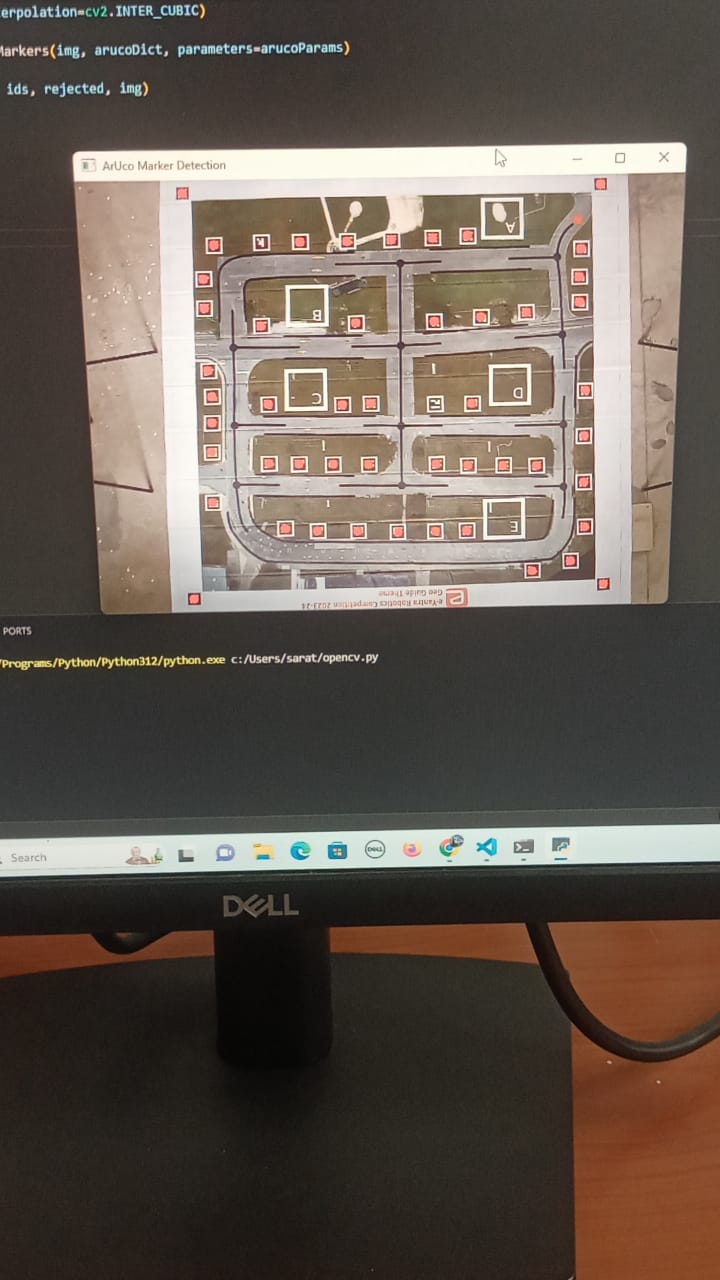 erpolation=cv2.INTER_CUBIC)
Markers(img, arucoDict, parameters=arucoParams)
ids, rejected, img)
ArUco Marker Detection
A
B
C
D
E
Geo Guide Theme
e-Yantra Robotics Competition 2023-24
PORTS
/Programs/Python/Python312/python.exe c:/Users/sarat/opencv.py
Search
DELL
DELL